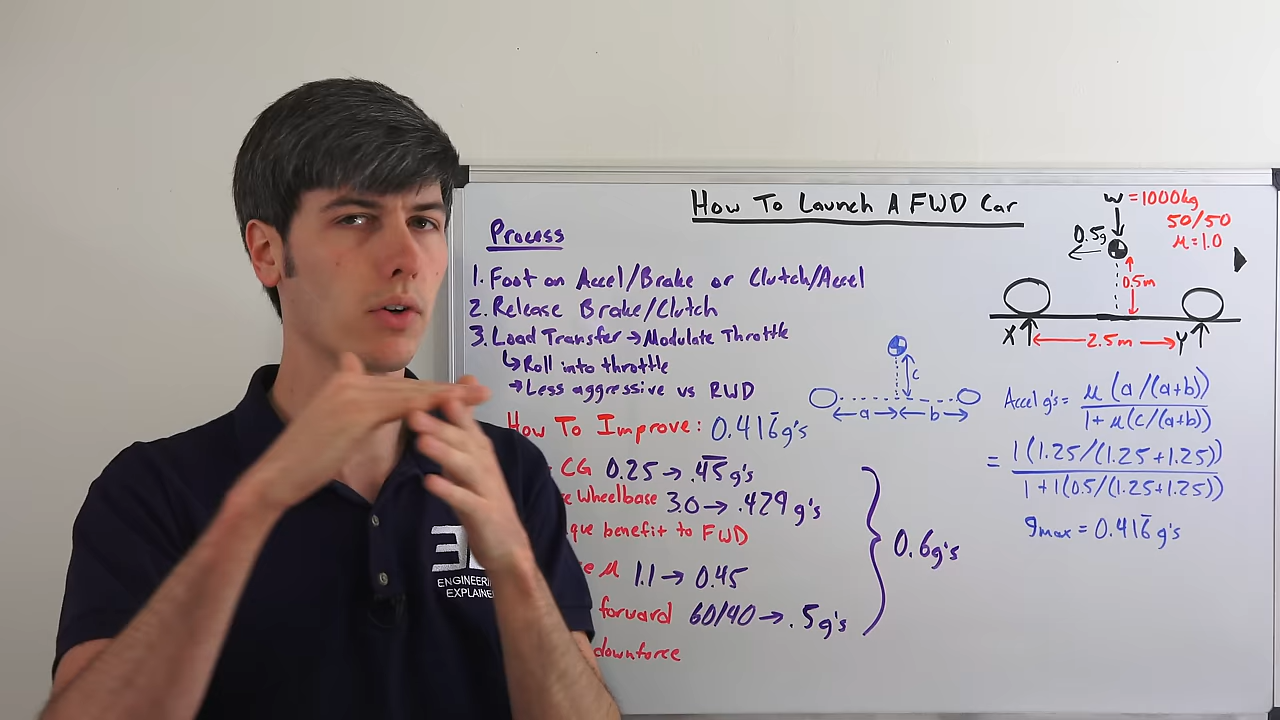 How To Launch A FWD Car
Process
1. Foot on Accel/Brake or Clutch/Accel
2. Release Brake/Clutch
3. Load Transfer → Modulate Throttle
↳ Roll into throttle
→ Less aggressive vs RWD
How To Improve: 0.416̅ g's
CG 0.25 → .4̅5̅ g's
Wheelbase 3.0 → .429 g's
benefit to FWD
μ 1.1 → 0.45
forward 60/40 → .5g's
downforce
0.6g's
a
b
c
W = 1000kg
50/50
μ = 1.0
0.5g
0.5m
X
2.5m
Y
Accel g's = μ(a/(a+b)) / 1+μ(c/(a+b))
= 1(1.25/(1.25+1.25)) / 1+1(0.5/(1.25+1.25))
gmax = 0.416̅ g's
ENGINEERI
EXPLAINE